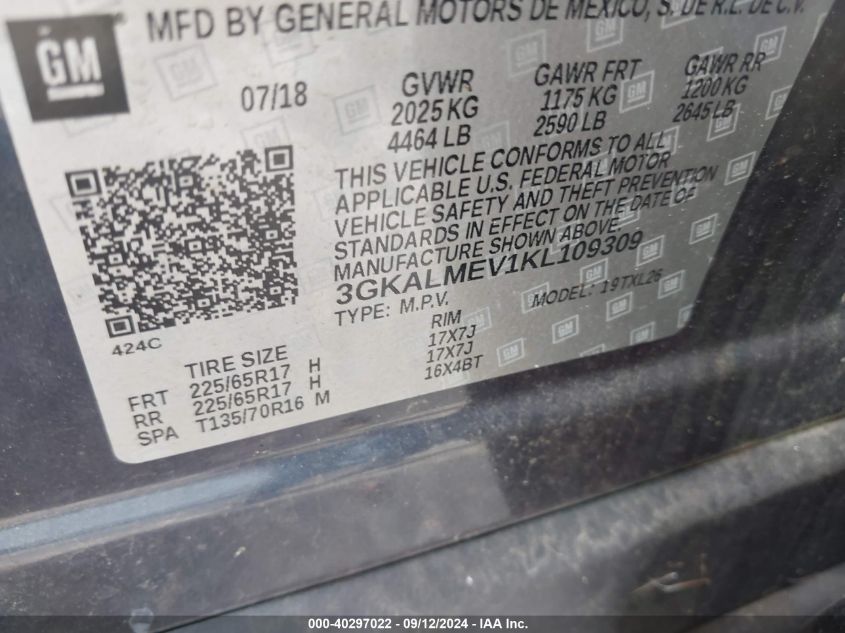 GM
MFD BY GENERAL MOTORS DE MEXICO, S. DE R.L. DE C.V.
07/18 GVWR GAWR FRT GAWR RR
2025 KG 1175 KG 1200 KG
4464 LB 2590 LB 2645 LB
THIS VEHICLE CONFORMS TO ALL
APPLICABLE U.S. FEDERAL MOTOR
VEHICLE SAFETY AND THEFT PREVENTION
STANDARDS IN EFFECT ON THE DATE OF
MANUFACTURE SHOWN ABOVE.
3GKALMEV1KL109309
TYPE: M.P.V. MODEL: 19TXL26
424C
TIRE SIZE RIM
FRT 225/65R17 H 17X7J
RR 225/65R17 H 17X7J
SPA T135/70R16 M 16X4BT
000-40297022 - 09/12/2024 - IAA Inc.